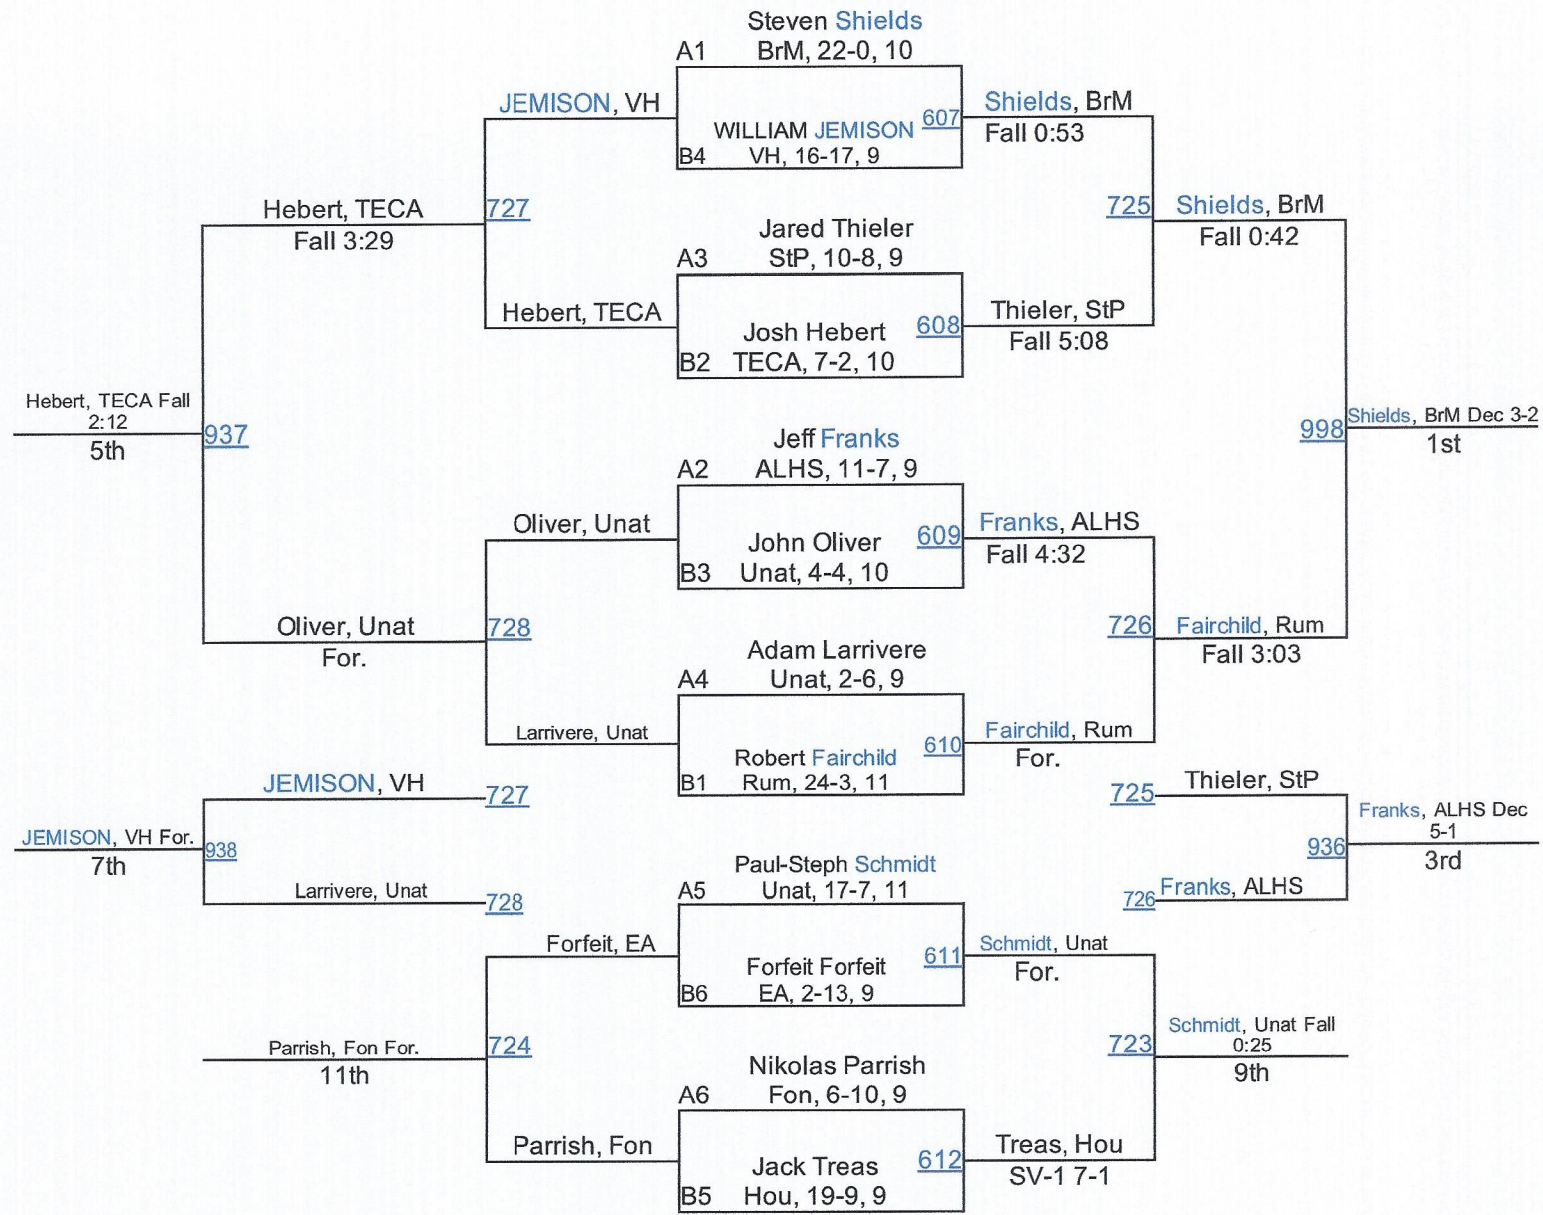 Steven Shields
A1 BrM, 22-0, 10
JEMISON, VH
Shields, BrM
607
WILLIAM JEMISON
Fall 0:53
B4 VH, 16-17, 9
Hebert, TECA
727
725
Shields, BrM
Fall 3:29
Jared Thieler
Fall 0:42
A3 StP, 10-8, 9
Hebert, TECA
Thieler, StP
608
Josh Hebert
Fall 5:08
B2 TECA, 7-2, 10
Hebert, TECA Fall
2:12
5th
937
998
Shields, BrM Dec 3-2
1st
Jeff Franks
A2 ALHS, 11-7, 9
Oliver, Unat
Franks, ALHS
609
John Oliver
Fall 4:32
B3 Unat, 4-4, 10
Oliver, Unat
728
726
Fairchild, Rum
For.
Adam Larrivere
Fall 3:03
A4 Unat, 2-6, 9
Larrivere, Unat
Fairchild, Rum
610
Robert Fairchild
For.
B1 Rum, 24-3, 11
JEMISON, VH
727
725
Thieler, StP
JEMISON, VH For.
7th
938
936
Franks, ALHS Dec
5-1
3rd
Larrivere, Unat
728
726
Franks, ALHS
Paul-Steph Schmidt
A5 Unat, 17-7, 11
Forfeit, EA
Schmidt, Unat
611
Forfeit Forfeit
For.
B6 EA, 2-13, 9
Parrish, Fon For.
11th
724
723
Schmidt, Unat Fall
0:25
9th
Nikolas Parrish
A6 Fon, 6-10, 9
Parrish, Fon
Treas, Hou
612
Jack Treas
SV-1 7-1
B5 Hou, 19-9, 9